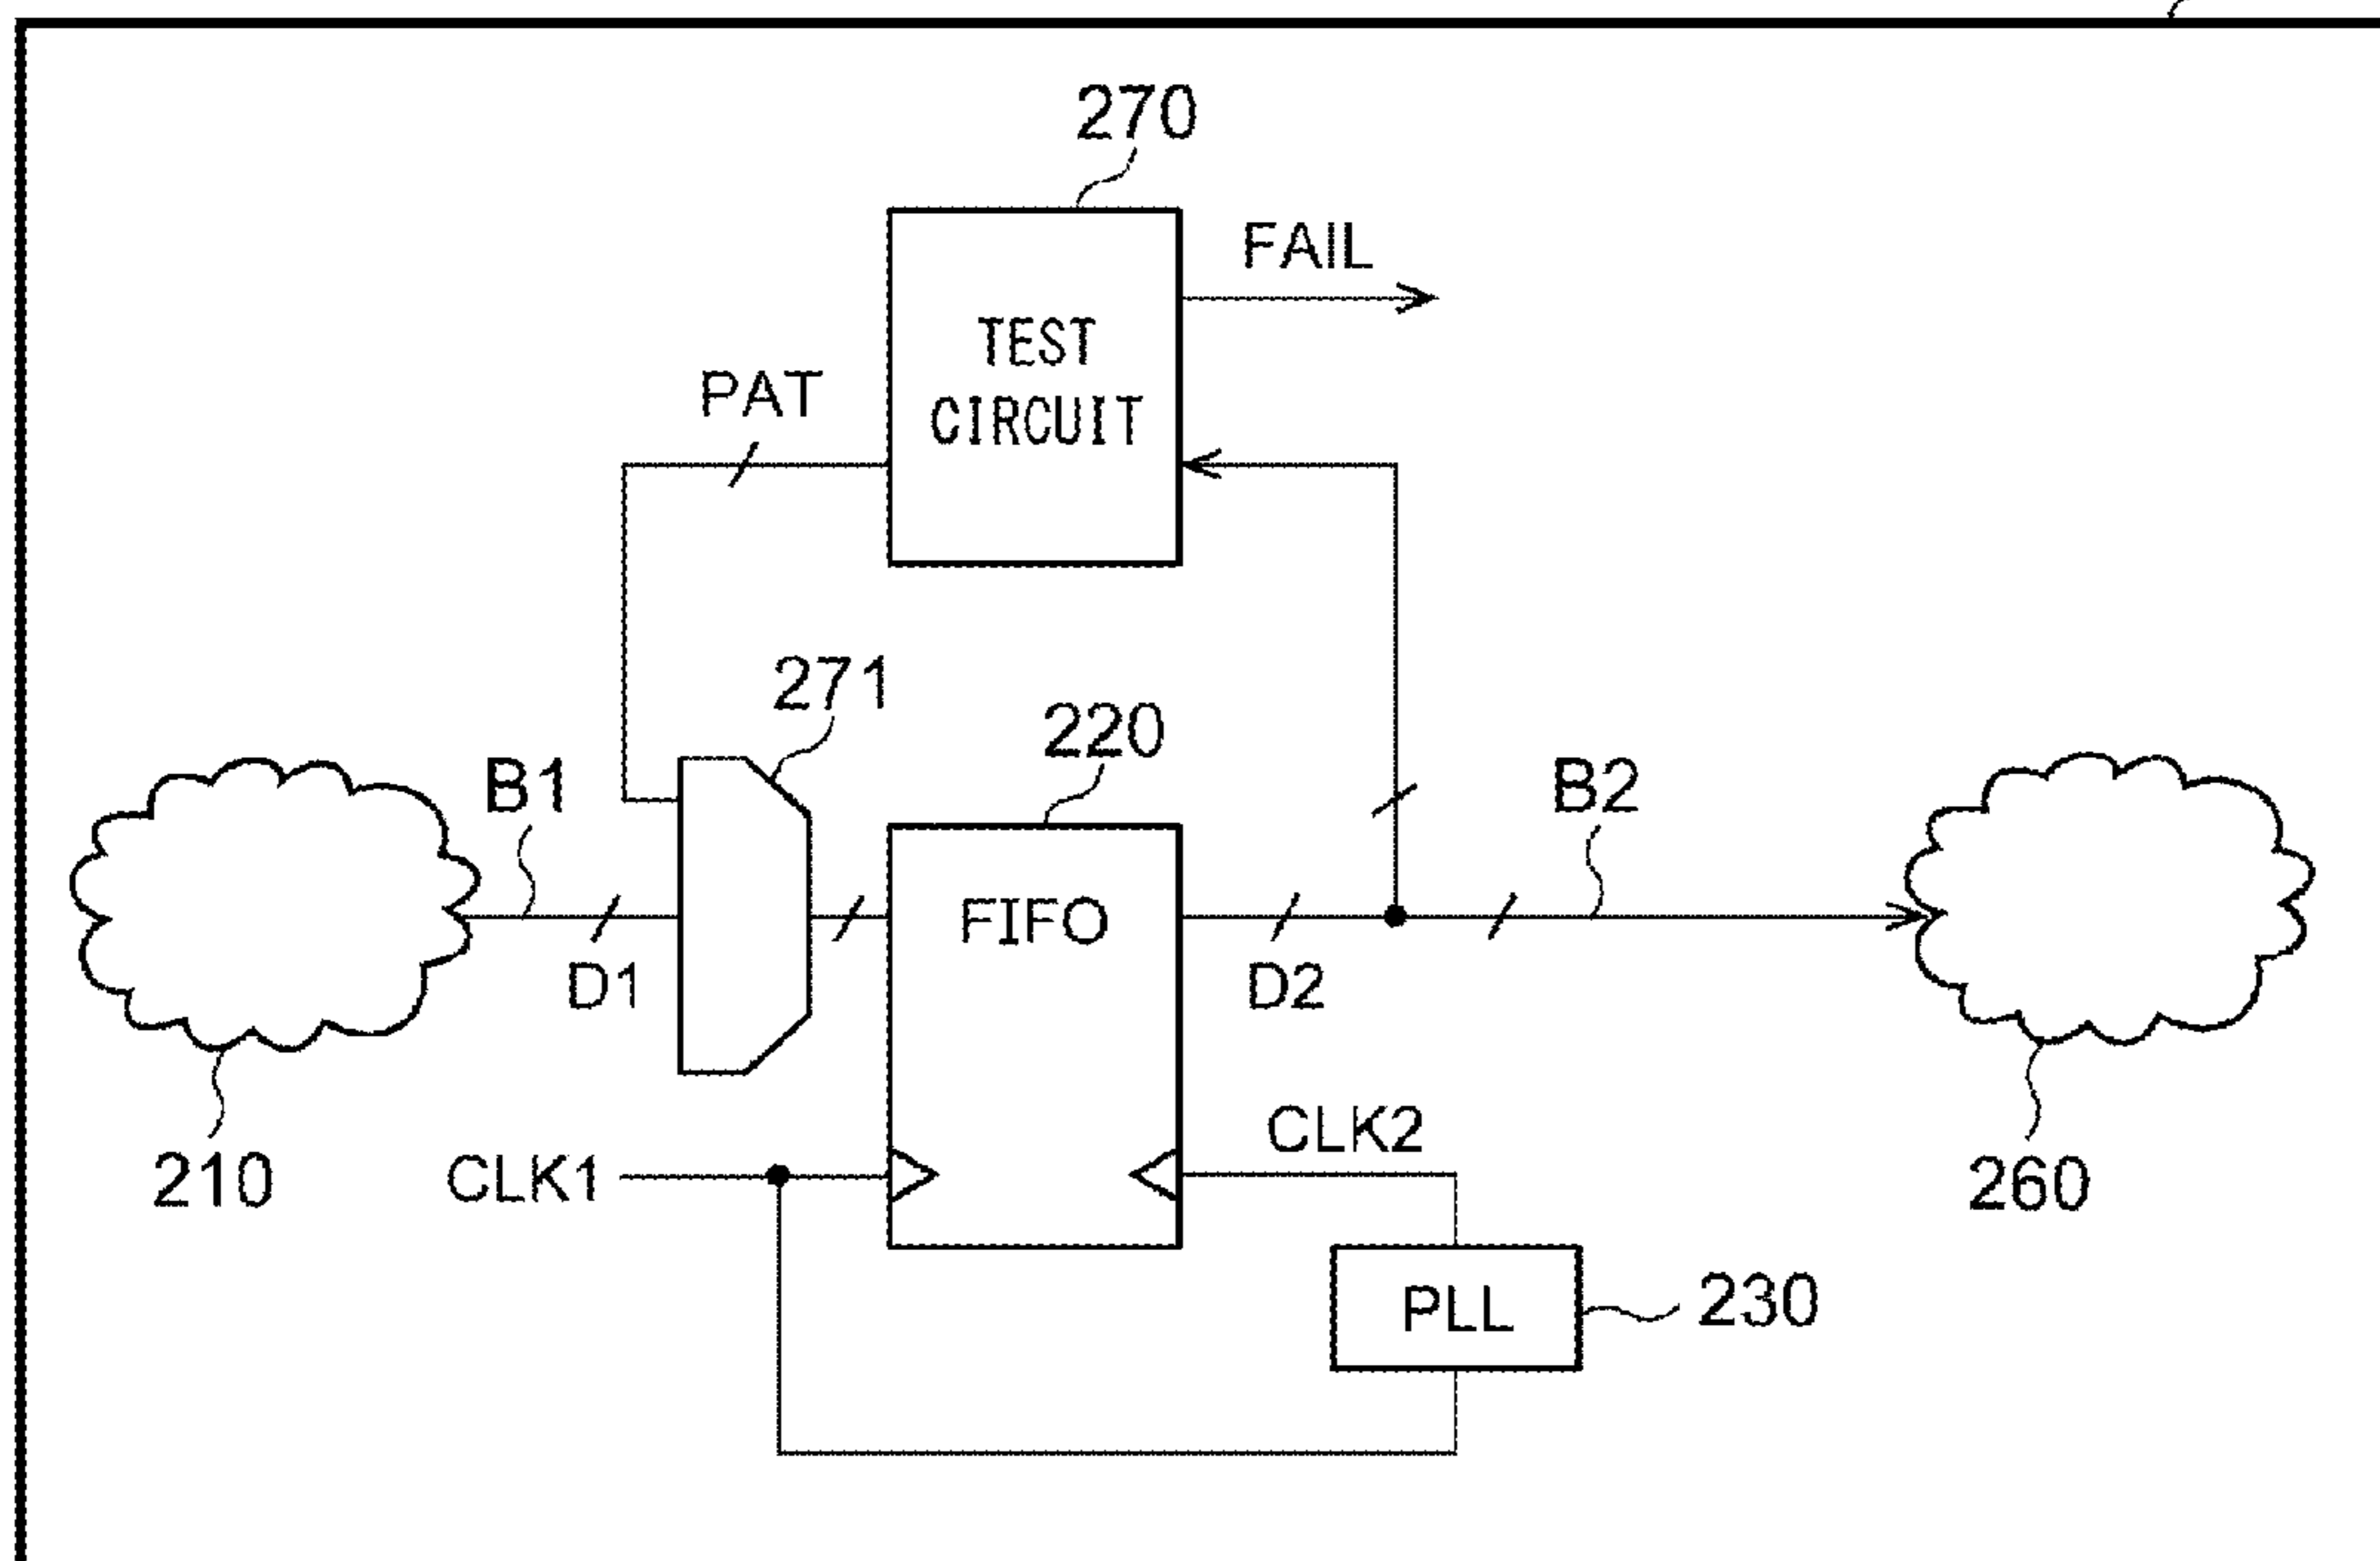 270
FAIL
TEST
CIRCUIT
PAT
271
220
B1
B2
FIFO
D1
D2
CLK2
CLK1
210
260
PLL
230